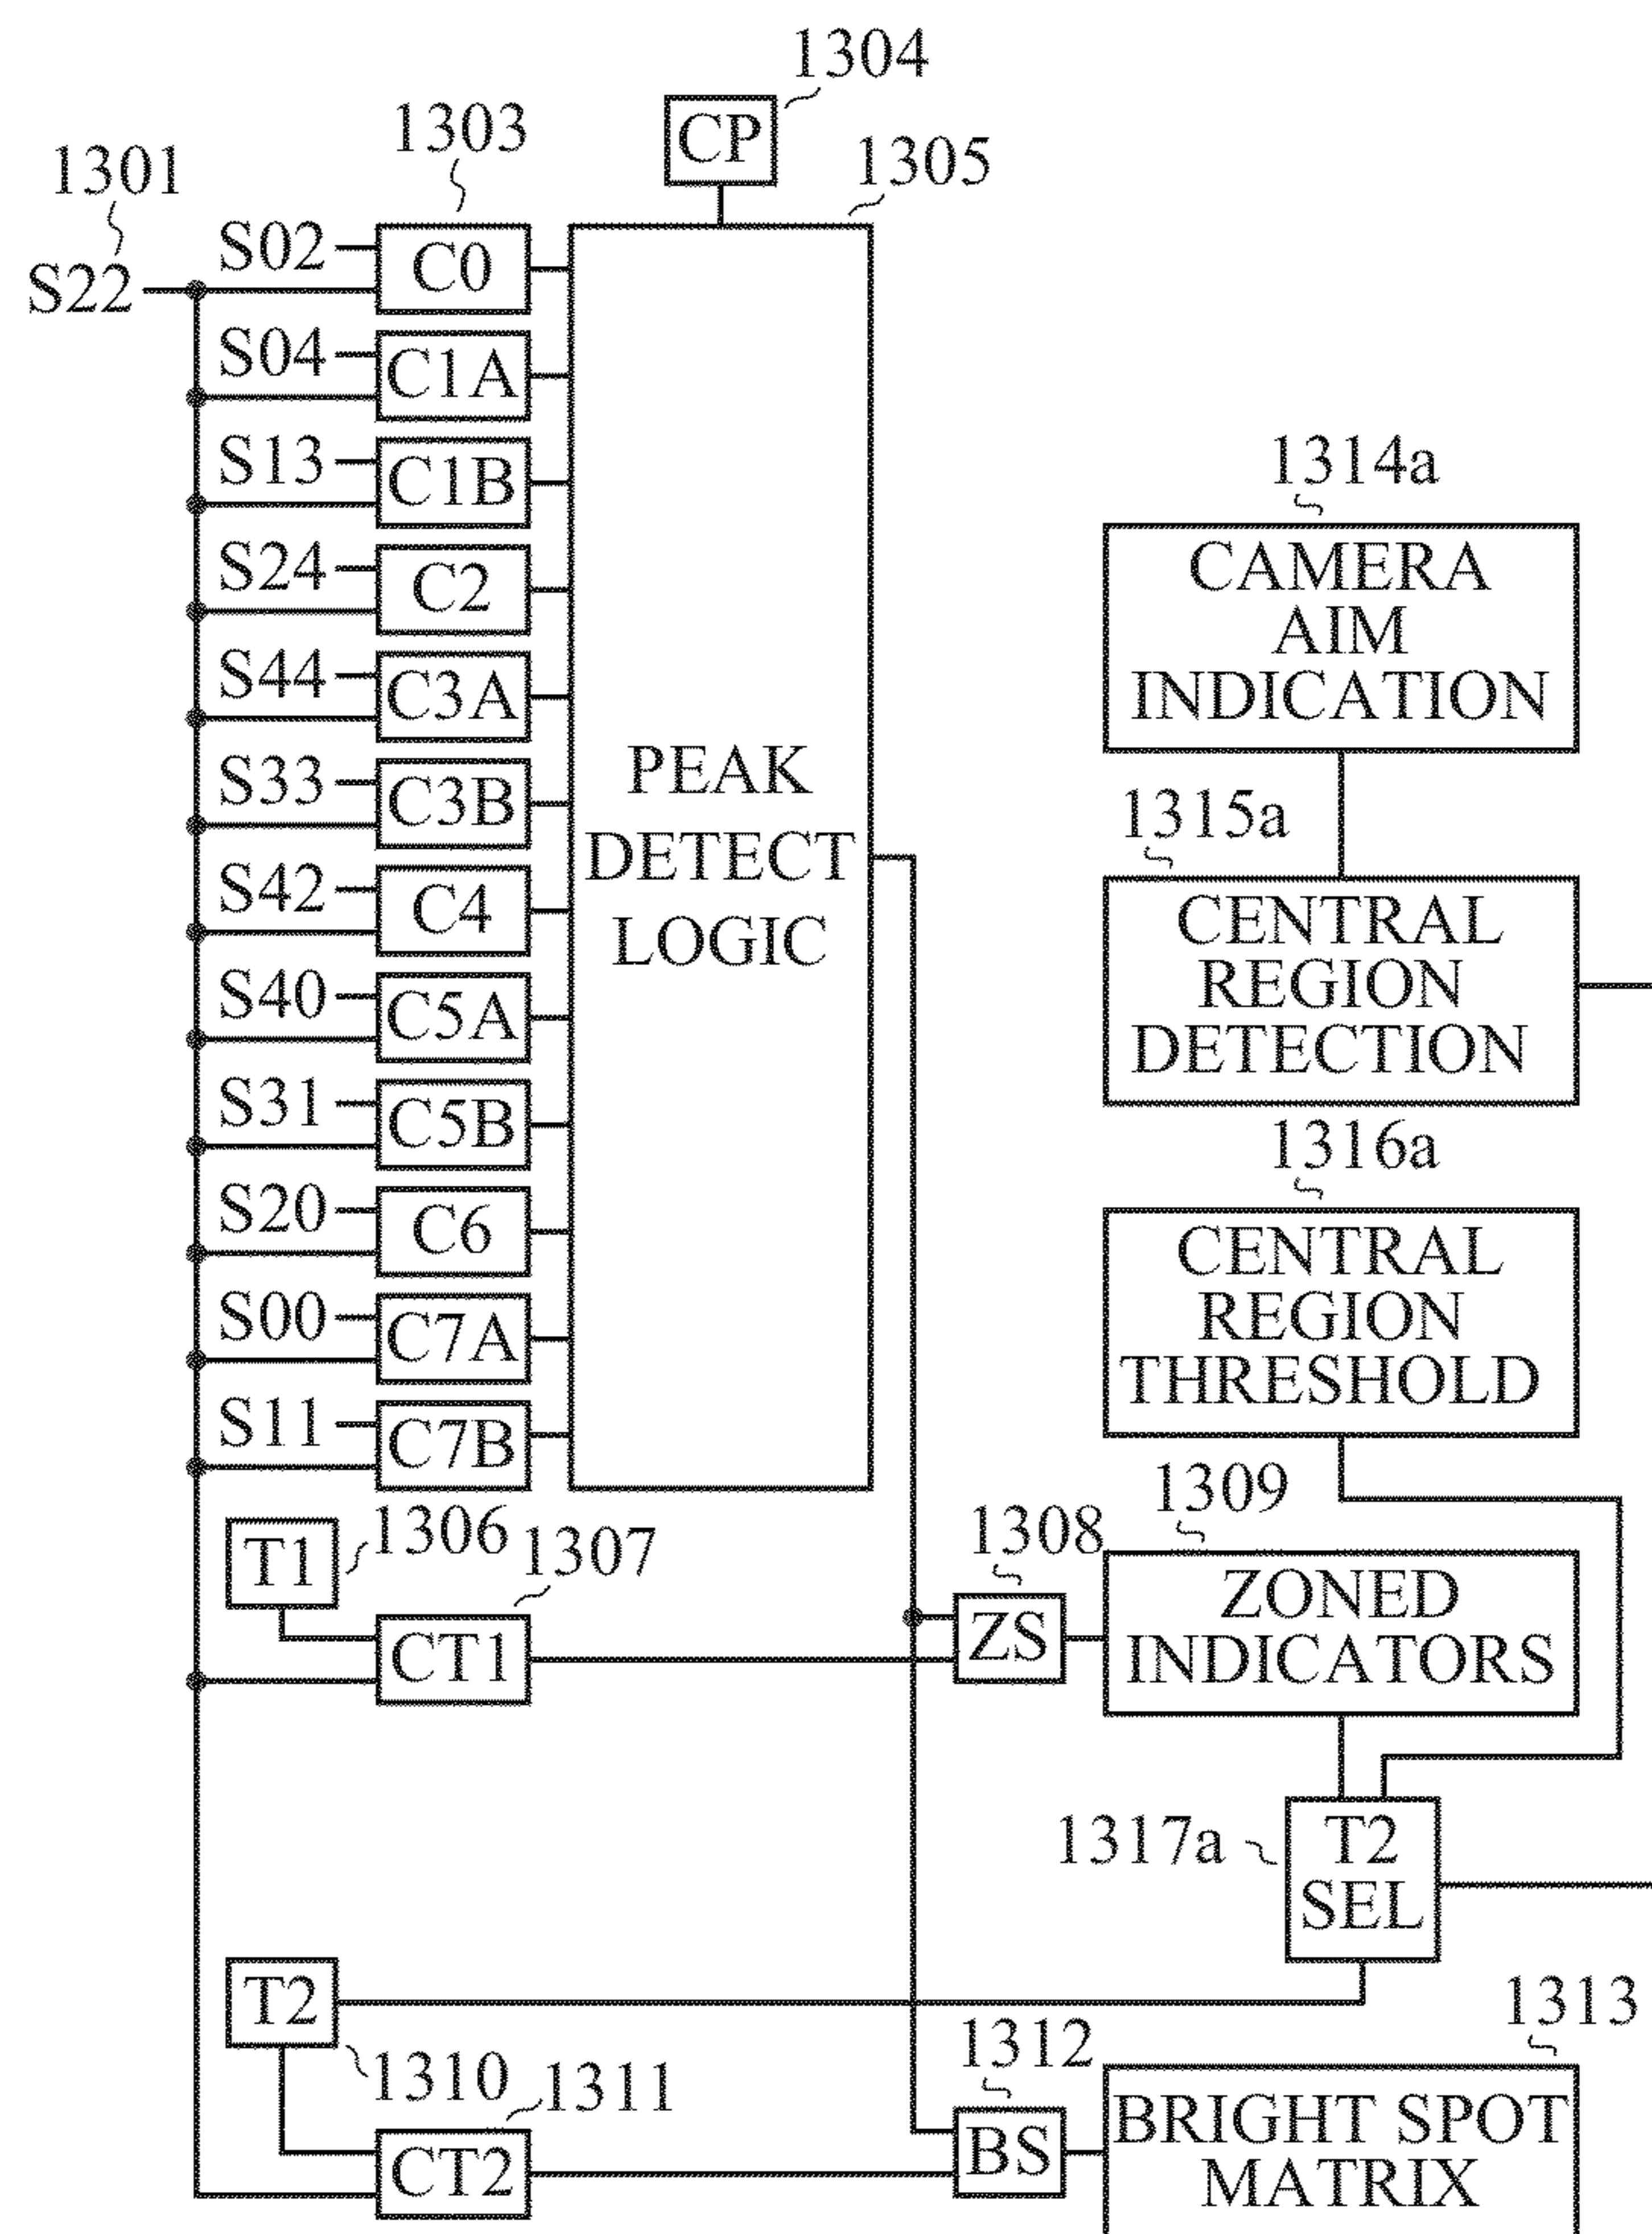 1304
CP
1303
1305
1301
S02
C0
S22
S04
C1A
S13
C1B
1314a
S24
C2
CAMERA
AIM
INDICATION
S44
C3A
S33
C3B
PEAK
DETECT
LOGIC
1315a
S42
C4
CENTRAL
REGION
DETECTION
S40
C5A
S31
C5B
1316a
S20
C6
CENTRAL
REGION
THRESHOLD
S00
C7A
S11
C7B
1306
T1
1307
CT1
1308
ZS
1309
ZONED
INDICATORS
1317a
T2
SEL
T2
1310
1311
CT2
1312
BS
1313
BRIGHT SPOT
MATRIX